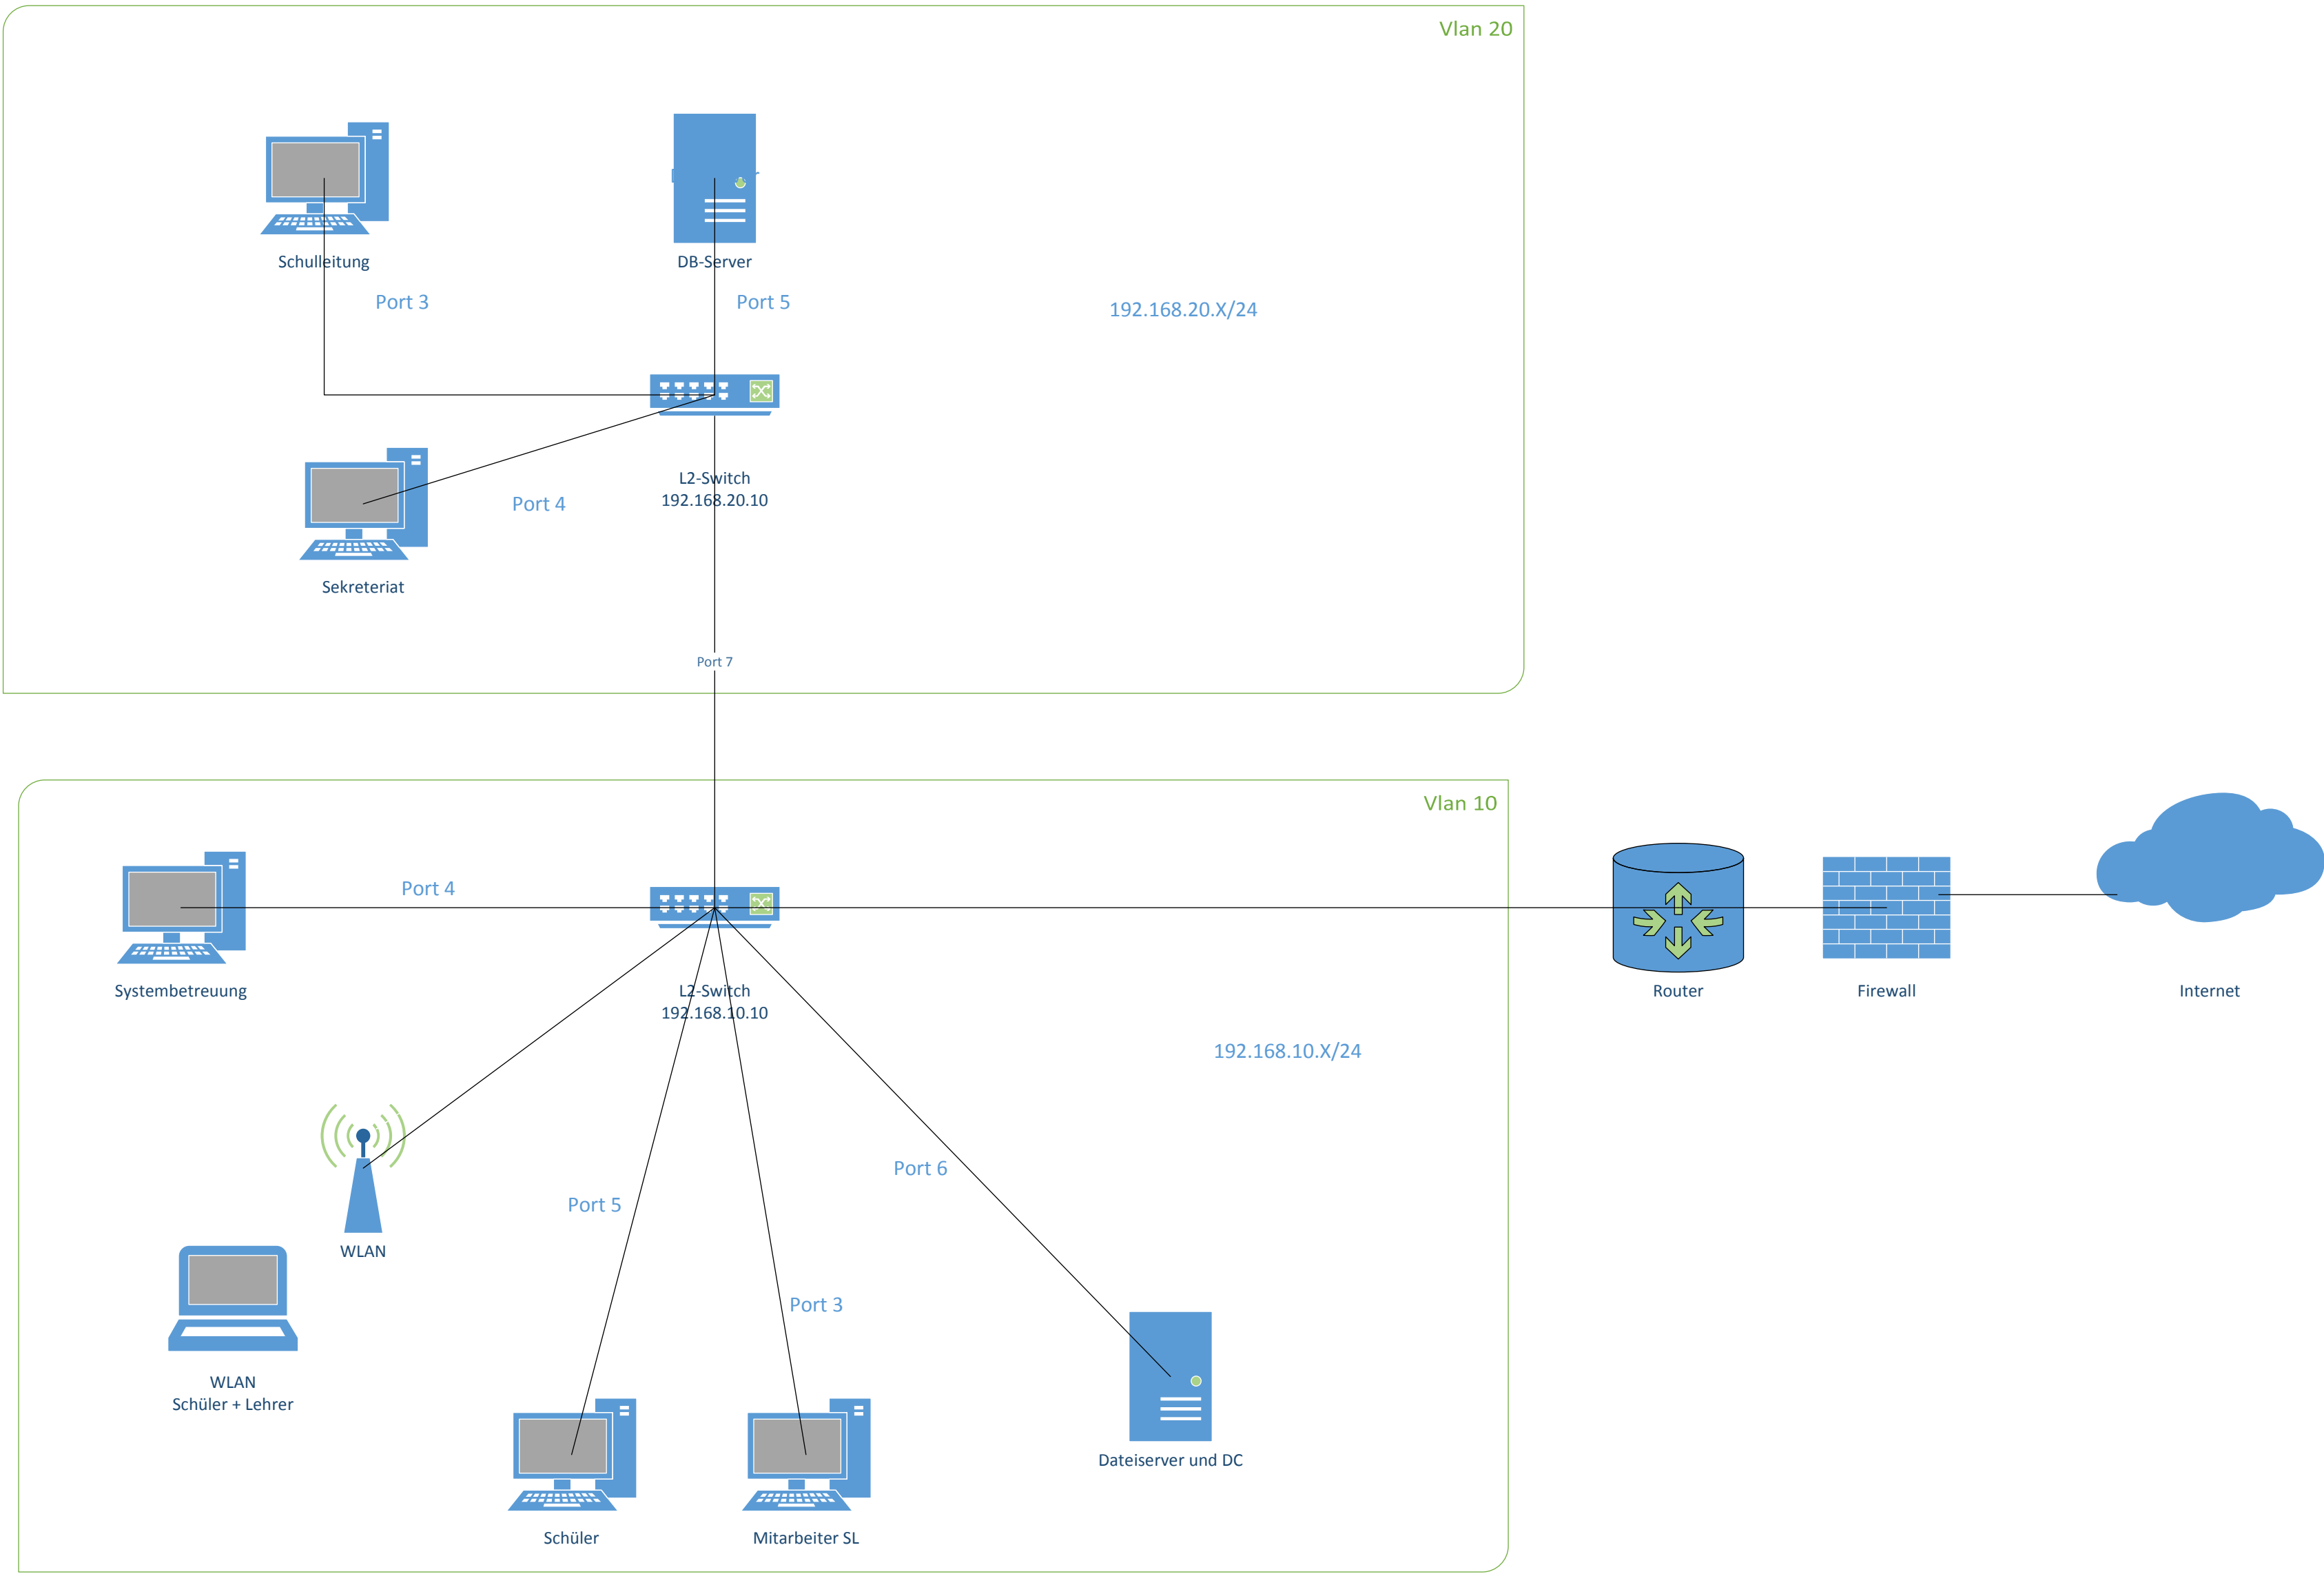 Vlan 20
Schulleitung
DB-Server
Port 3
Port 5
192.168.20.X/24
L2-Switch
192.168.20.10
Port 4
Sekreteriat
Port 7
Vlan 10
Port 4
Systembetreuung
L2-Switch
192.168.10.10
Router
Firewall
Internet
192.168.10.X/24
Port 6
Port 5
WLAN
Port 3
WLAN
Schüler + Lehrer
Dateiserver und DC
Schüler
Mitarbeiter SL